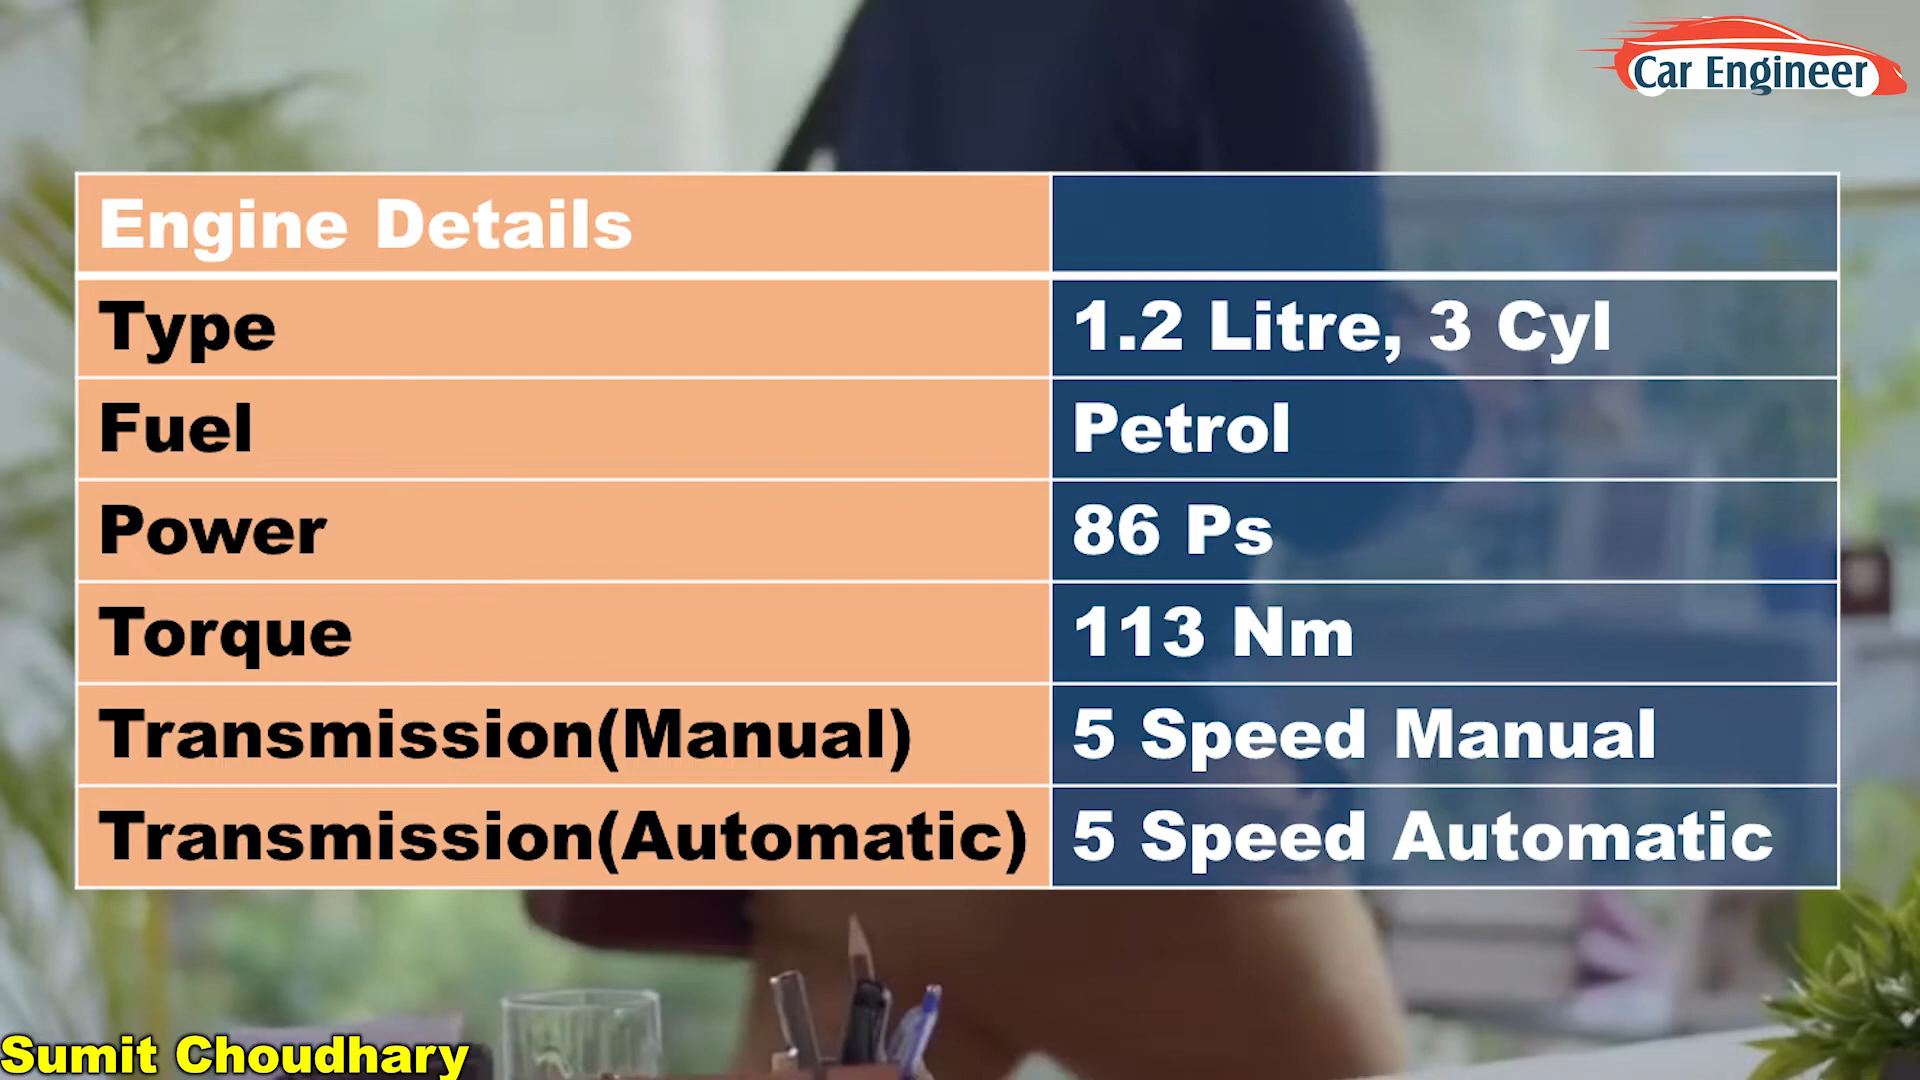 Car Engineer
Engine Details
Type 1.2 Litre, 3 Cyl
Fuel Petrol
Power 86 Ps
Torque 113 Nm
Transmission(Manual) 5 Speed Manual
Transmission(Automatic) 5 Speed Automatic
Sumit Choudhary